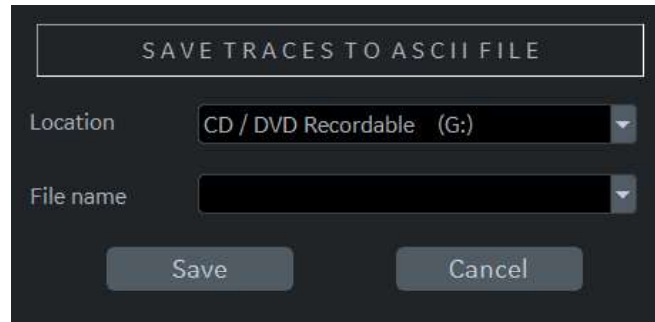 SAVE TRACES TO ASCII FILE
Location CD / DVD Recordable (G:)
File name
Save Cancel